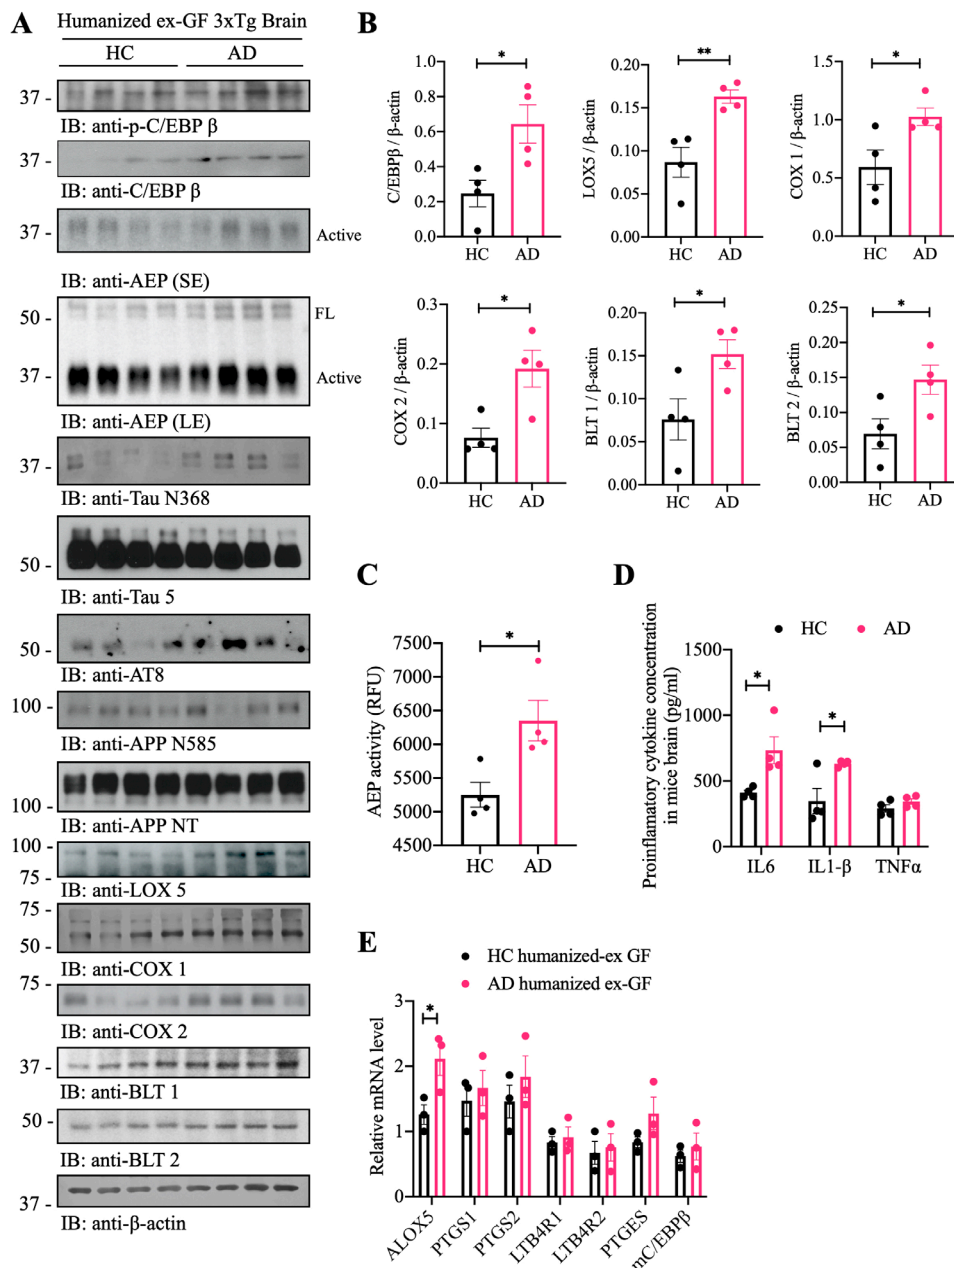 A
Humanized ex-GF 3xTg Brain
HC AD
37 -
IB: anti-p-C/EBP β
37 -
IB: anti-C/EBP β
37 -
Active
IB: anti-AEP (SE)
FL
50 -
37 -
Active
IB: anti-AEP (LE)
37 -
IB: anti-Tau N368
50 -
IB: anti-Tau 5
50 -
IB: anti-AT8
100 -
IB: anti-APP N585
100 -
IB: anti-APP NT
100 -
75 -
IB: anti-LOX 5
75 -
50 -
IB: anti-COX 1
75 -
IB: anti-COX 2
37 -
IB: anti-BLT 1
50 -
IB: anti-BLT 2
37 -
IB: anti-β-actin
B
C/EBPβ / β-actin
1.0
0.8
0.6
0.4
0.2
0.0
*
HC AD
LOX5 / β-actin
0.20
0.15
0.10
0.05
0.00
**
HC AD
COX 1 / β-actin
1.5
1.0
0.5
0.0
*
HC AD
COX 2 / β-actin
0.3
0.2
0.1
0.0
*
HC AD
BLT 1 / β-actin
0.20
0.15
0.10
0.05
0.00
*
HC AD
BLT 2 / β-actin
0.25
0.20
0.15
0.10
0.05
0.00
*
HC AD
C
AEP activity (RFU)
7500
7000
6500
6000
5500
5000
4500
*
HC AD
D
HC AD
Proinflamatory cytokine concentration
in mice brain (pg/ml)
1500
1000
500
0
*
*
IL6 IL1-β TNFα
E
HC humanized-ex GF
AD humanized ex-GF
Relative mRNA level
3
2
1
0
*
ALOX5
PTGS1
PTGS2
LTB4R1
LTB4R2
PTGES
mC/EBPβ